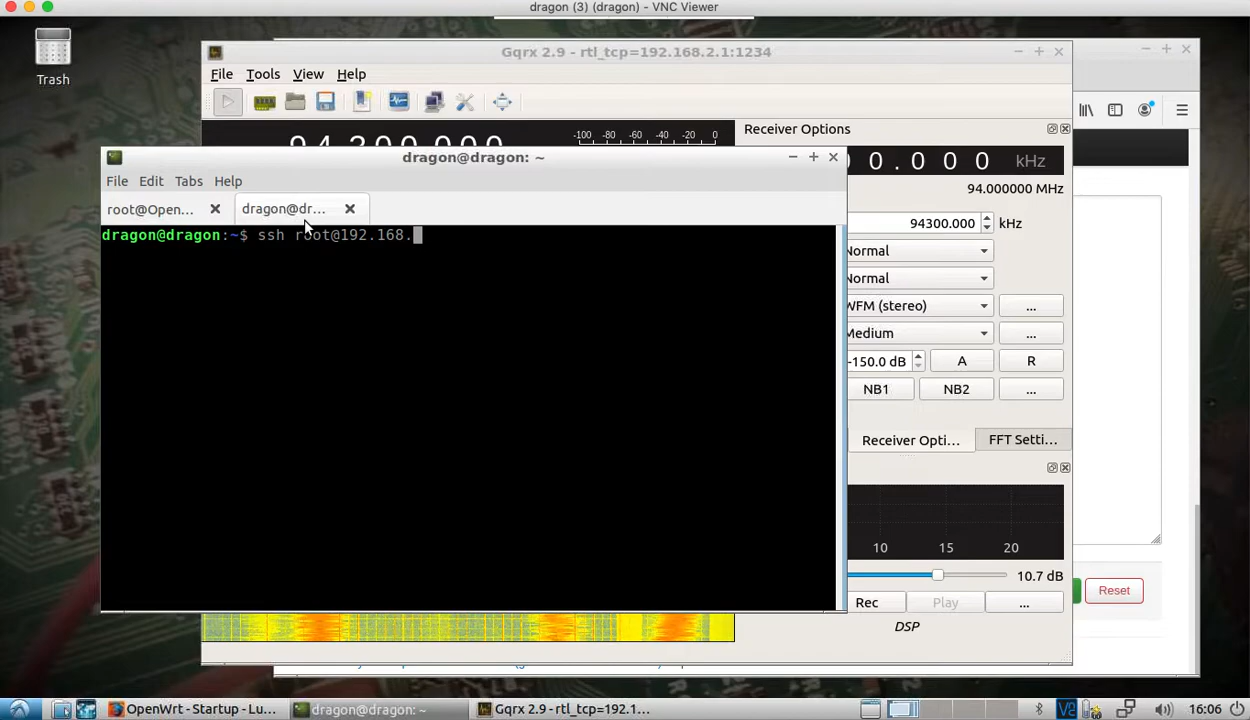 dragon (3) (dragon) - VNC Viewer
Trash
Gqrx 2.9 - rtl_tcp=192.168.2.1:1234
File Tools View Help
-100 -80 -60 -40 -20 0
Receiver Options
0.000 kHz
94.000000 MHz
dragon@dragon: ~
File Edit Tabs Help
root@Open...
dragon@dr...
dragon@dragon:~$ ssh root@192.168.
94300.000 kHz
Normal
Normal
WFM (stereo) ...
Medium ...
-150.0 dB A R
NB1 NB2 ...
Receiver Opti... FFT Setti...
10 15 20
10.7 dB
Rec Play ...
DSP
Reset
OpenWrt - Startup - Lu...
dragon@dragon: ~
Gqrx 2.9 - rtl_tcp=192.1...
16:06